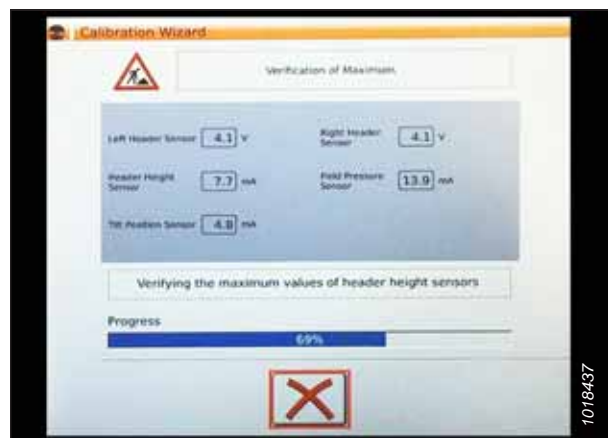 Calibration Wizard
Verification of Maximum
Left Header Sensor 4.1 V
Right Header Sensor 4.1 V
Header Height Sensor 7.7 mA
Field Pressure Sensor 13.9 mA
Tilt Position Sensor 4.8 mA
Verifying the maximum values of header height sensors
Progress
69%
1018437